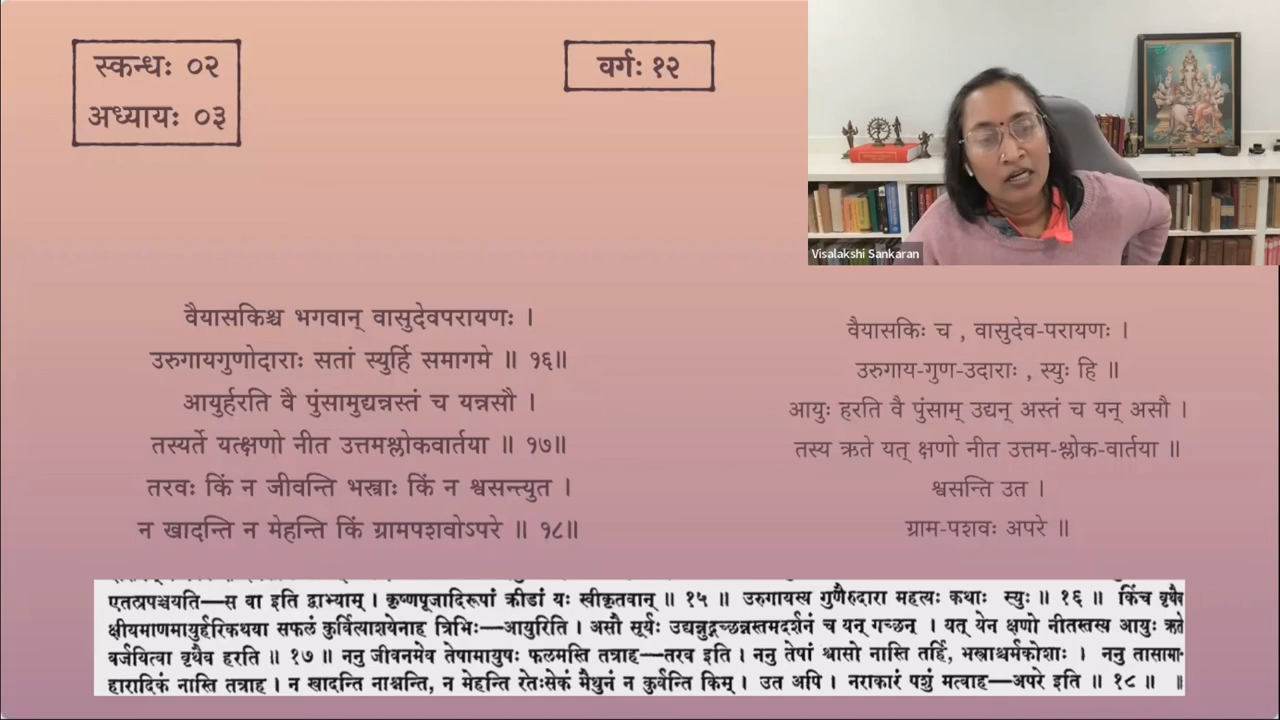 स्कन्धः ०२
अध्यायः ०३
वर्गः १२
Visalakshi Sankaran
वैयासकिश्च भगवान् वासुदेवपरायणः ।
उरुगायगुणोदाराः सतां स्युर्हि समागमे ॥ १६॥
आयुर्हरति वै पुंसामुद्यन्नस्तं च यन्नसौ ।
तस्यर्ते यत्क्षणो नीत उत्तमश्लोकवार्तया ॥ १७॥
तरवः किं न जीवन्ति भस्त्राः किं न श्वसन्त्युत ।
न खादन्ति न मेहन्ति किं ग्रामपशवोऽपरे ॥ १८॥
वैयासकिः च , वासुदेव-परायणः ।
उरुगाय-गुण-उदाराः , स्युः हि ॥
आयुः हरति वै पुंसाम् उद्यन् अस्तं च यन् असौ ।
तस्य ऋते यत् क्षणो नीत उत्तम-श्लोक-वार्तया ॥
श्वसन्ति उत ।
ग्राम-पशवः अपरे ॥
एतत्प्रपञ्चयति—स वा इति द्वाभ्याम् । कृष्णपूजादिरूपां क्रीडां यः स्वीकृतवान् ॥ १५ ॥ उरुगायस्य गुणैरुदारा महत्यः कथाः स्युः ॥ १६ ॥ किंच वृथैव
क्षीयमाणमायुर्हरिकथया सफलं कुर्वित्याशयेनाह त्रिभिः—आयुरिति । असौ सूर्यः उद्यन्नुद्गच्छन्नस्तमदर्शनं च यन् गच्छन् । यत् येन क्षणो नीतस्तस्य आयुः ऋते
वर्जयित्वा वृथैव हरति ॥ १७ ॥ ननु जीवनमेव तेषामायुषः फलमस्ति तत्राह—तरव इति । ननु तेषां श्वासो नास्ति तर्हि, भस्त्राश्चर्मकोशाः । ननु तासामा-
हारादिकं नास्ति तत्राह । न खादन्ति नाश्नन्ति, न मेहन्ति रेतःसेकं मैथुनं न कुर्वन्ति किम् । उत अपि । नराकारं पशुं मत्वाह—अपरे इति ॥ १८ ॥ ॥